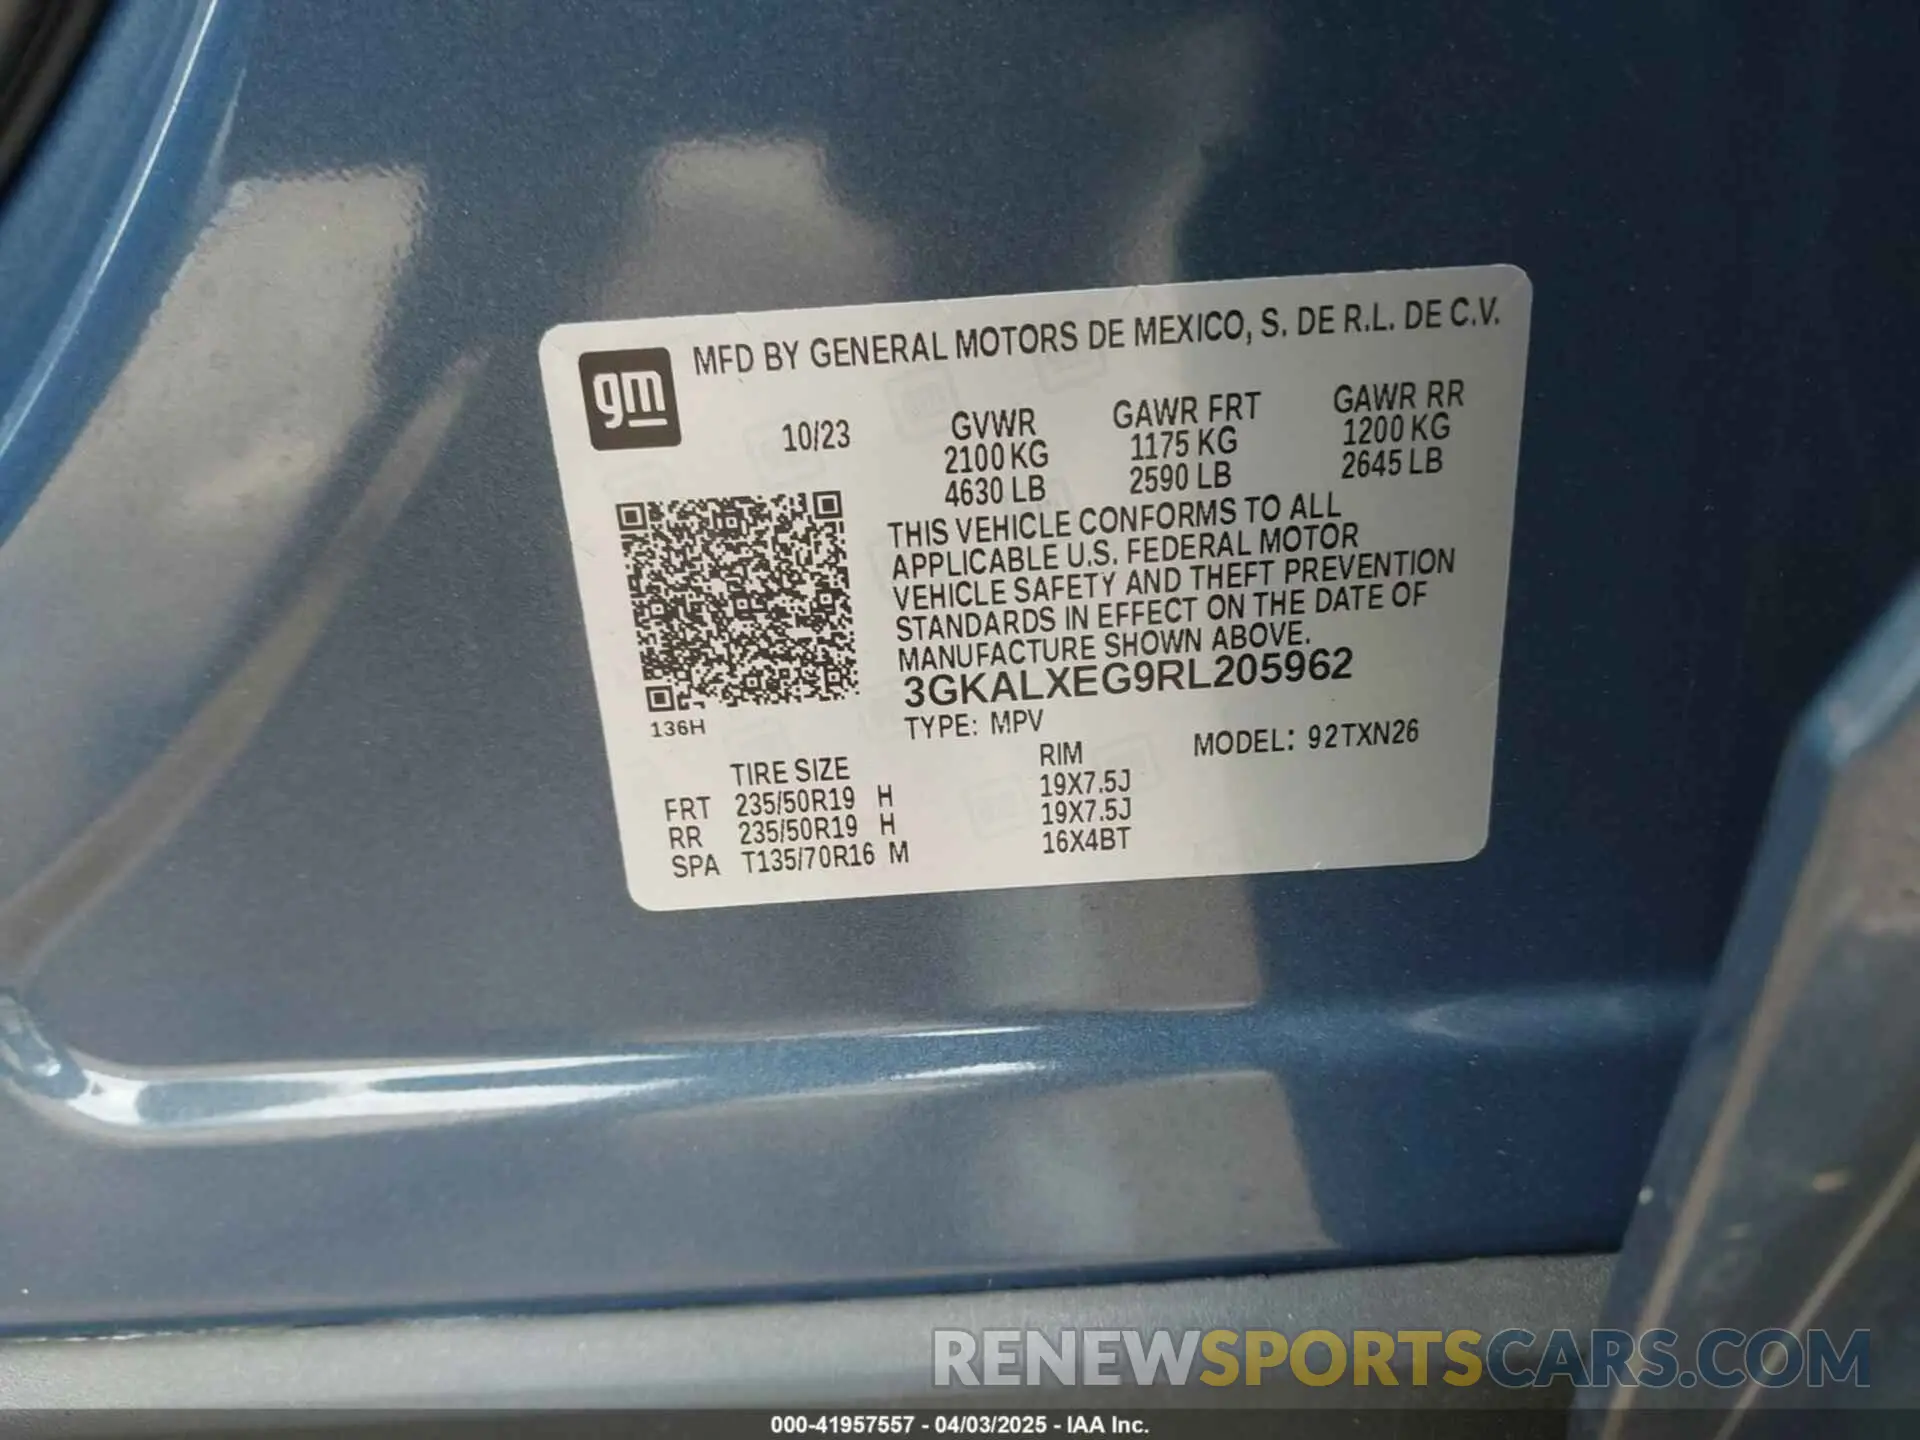 gm
MFD BY GENERAL MOTORS DE MEXICO, S. DE R.L. DE C.V.
10/23
GVWR GAWR FRT GAWR RR
2100 KG 1175 KG 1200 KG
4630 LB 2590 LB 2645 LB
THIS VEHICLE CONFORMS TO ALL
APPLICABLE U.S. FEDERAL MOTOR
VEHICLE SAFETY AND THEFT PREVENTION
STANDARDS IN EFFECT ON THE DATE OF
MANUFACTURE SHOWN ABOVE.
3GKALXEG9RL205962
136H
TYPE: MPV MODEL: 92TXN26
TIRE SIZE RIM
FRT 235/50R19 H 19X7.5J
RR 235/50R19 H 19X7.5J
SPA T135/70R16 M 16X4BT
RENEWSPORTSCARS.COM
000-41957557 - 04/03/2025 - IAA Inc.